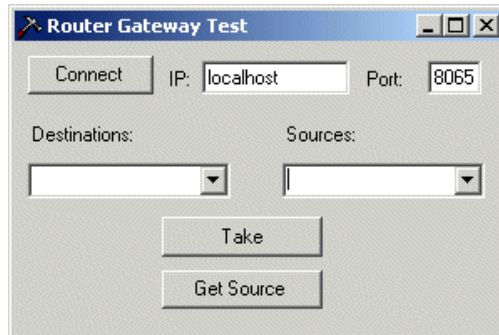 Router Gateway Test
Connect IP: localhost Port: 8065
Destinations: Sources:
Take
Get Source